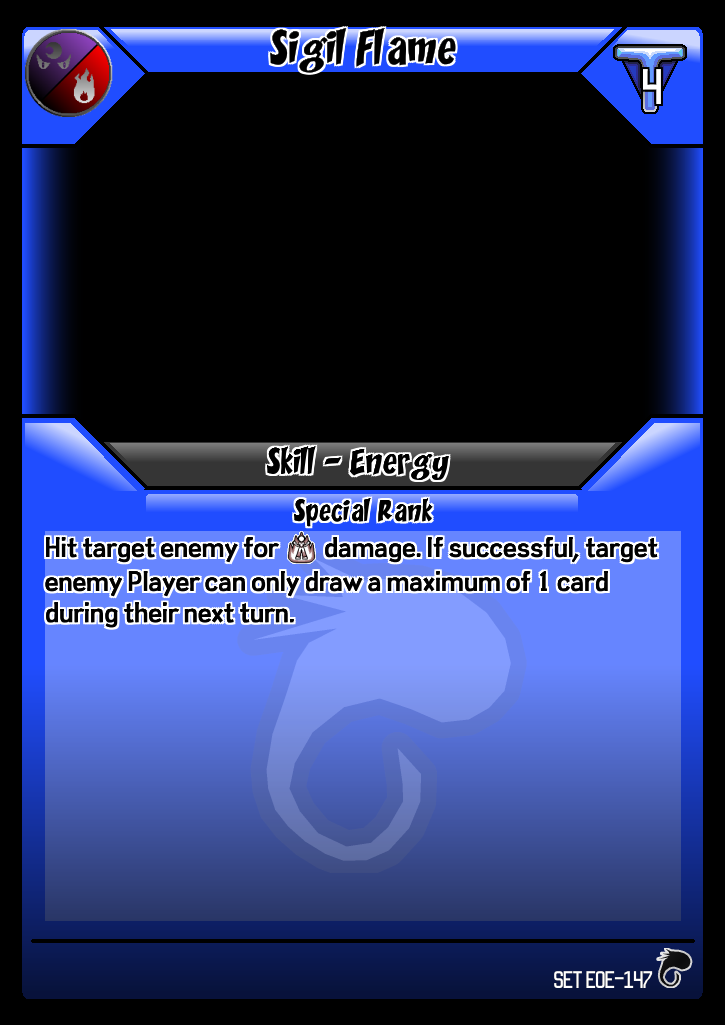 Sigil Flame
4
Skill - Energy
Special Rank
Hit target enemy for damage. If successful, target
enemy Player can only draw a maximum of 1 card
during their next turn.
SET EOE-147